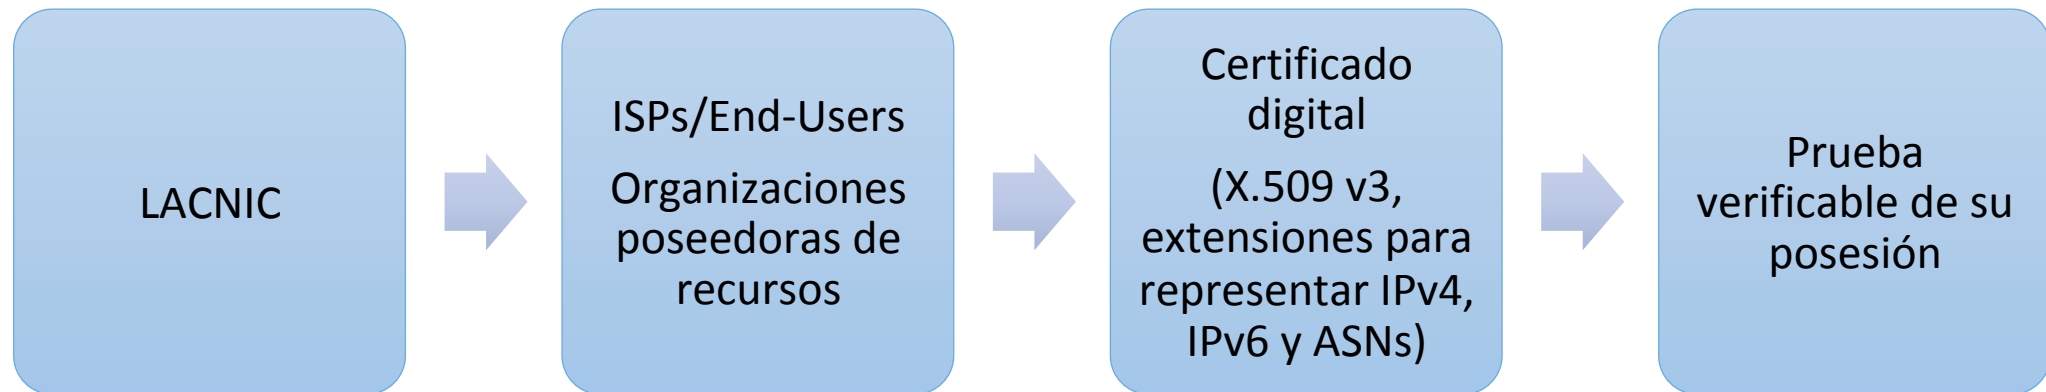 LACNIC
ISPs/End-Users
Organizaciones
poseedoras de
recursos
Certificado
digital
(X.509 v3,
extensiones para
representar IPv4,
IPv6 y ASNs)
Prueba
verificable de su
posesión